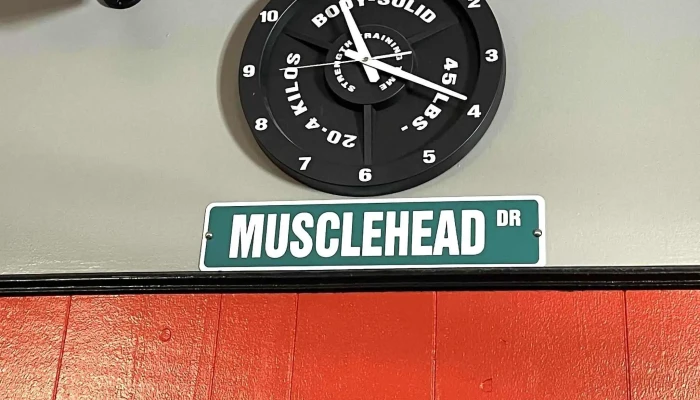 BODY-SOLID
STRENGTH TRAINING TIME
45 LBS - 20.4 KILOS
10
2
3
4
5
6
7
8
9
MUSCLEHEAD DR